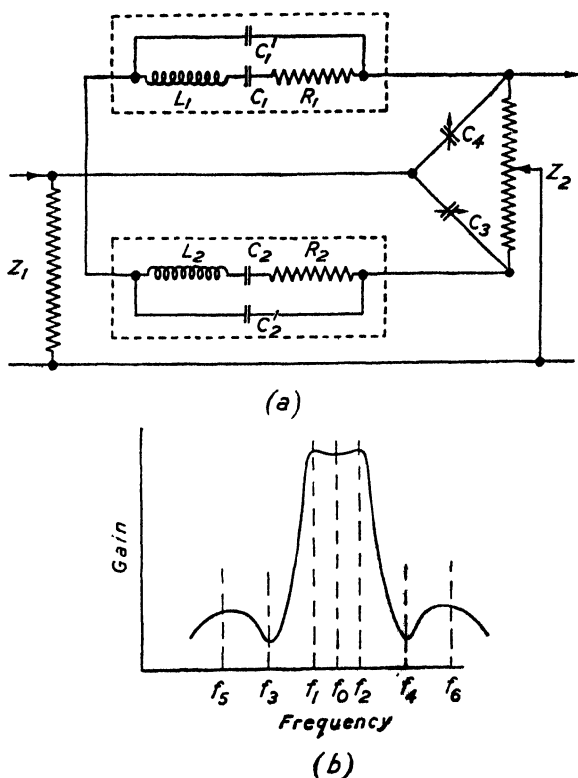 C₁'
L₁ C₁ R₁
C₄
Z₂
C₃
Z₁
L₂ C₂ R₂
C₂'
(a)
Gain
f₅ f₃ f₁ f₀ f₂ f₄ f₆
Frequency
(b)